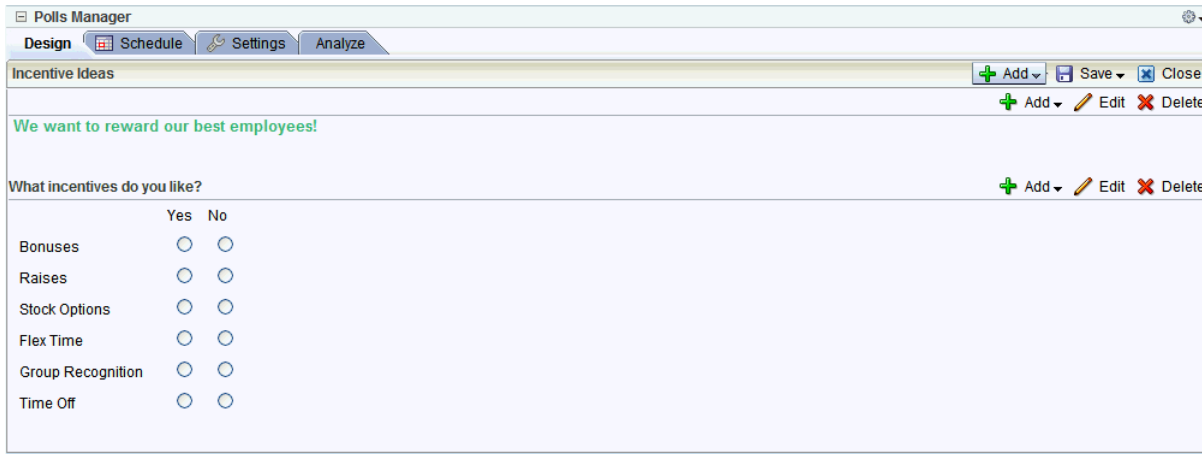 Polls Manager
Design Schedule Settings Analyze
Incentive Ideas Add Save Close
Add Edit Delete
We want to reward our best employees!
What incentives do you like? Add Edit Delete
Yes No
Bonuses
Raises
Stock Options
Flex Time
Group Recognition
Time Off